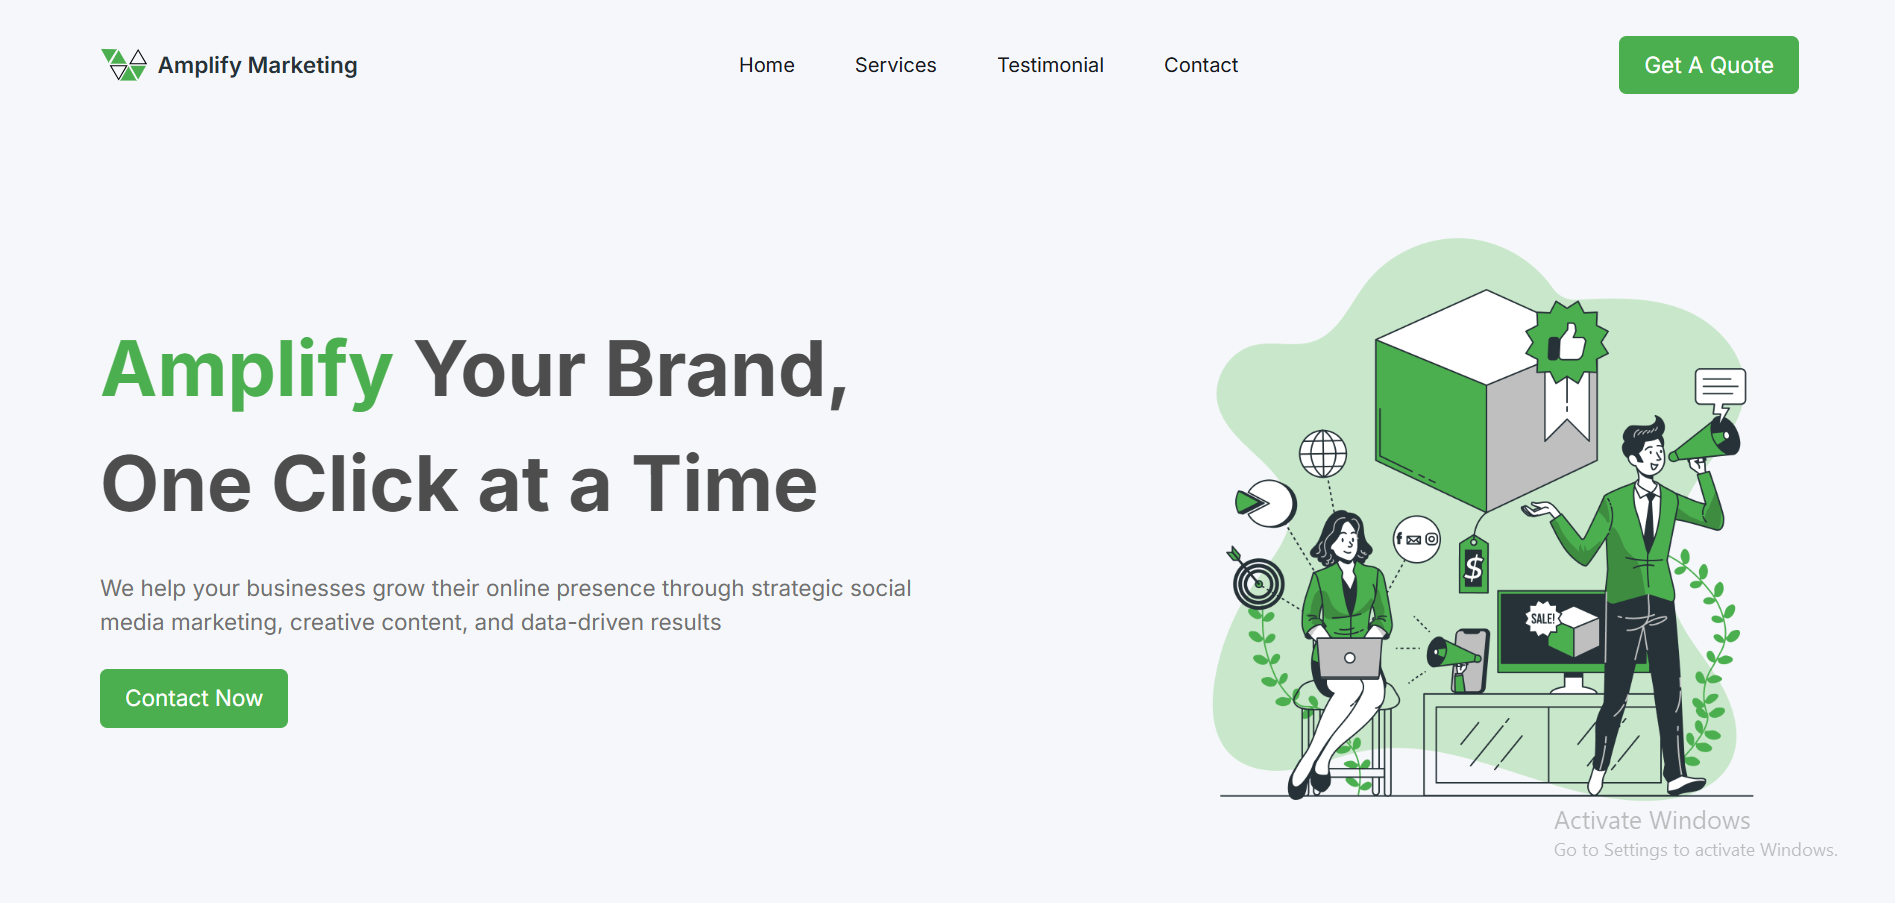 Amplify Marketing
Home
Services
Testimonial
Contact
Get A Quote
Amplify Your Brand,
One Click at a Time
We help your businesses grow their online presence through strategic social
media marketing, creative content, and data-driven results
Contact Now
$
SALE!
Activate Windows
Go to Settings to activate Windows.